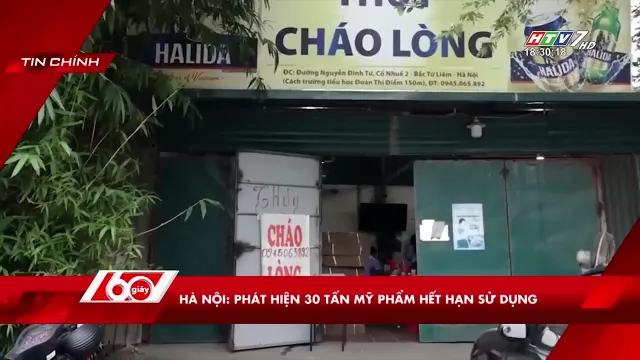 TIN CHÍNH
HTV7 HD
18:30:18
HALIDA
CHÁO LÒNG
ĐC: Đường Nguyễn Đình Tứ, Cổ Nhuế 2 - Bắc Từ Liêm - Hà Nội
(Cách trường tiểu học Đoàn Thị Điểm 150m), ĐT: 0945.065.892
HALIDA
HALIDA
CHÁO
0945065892
LÒNG
60 giây
HÀ NỘI: PHÁT HIỆN 30 TẤN MỸ PHẨM HẾT HẠN SỬ DỤNG